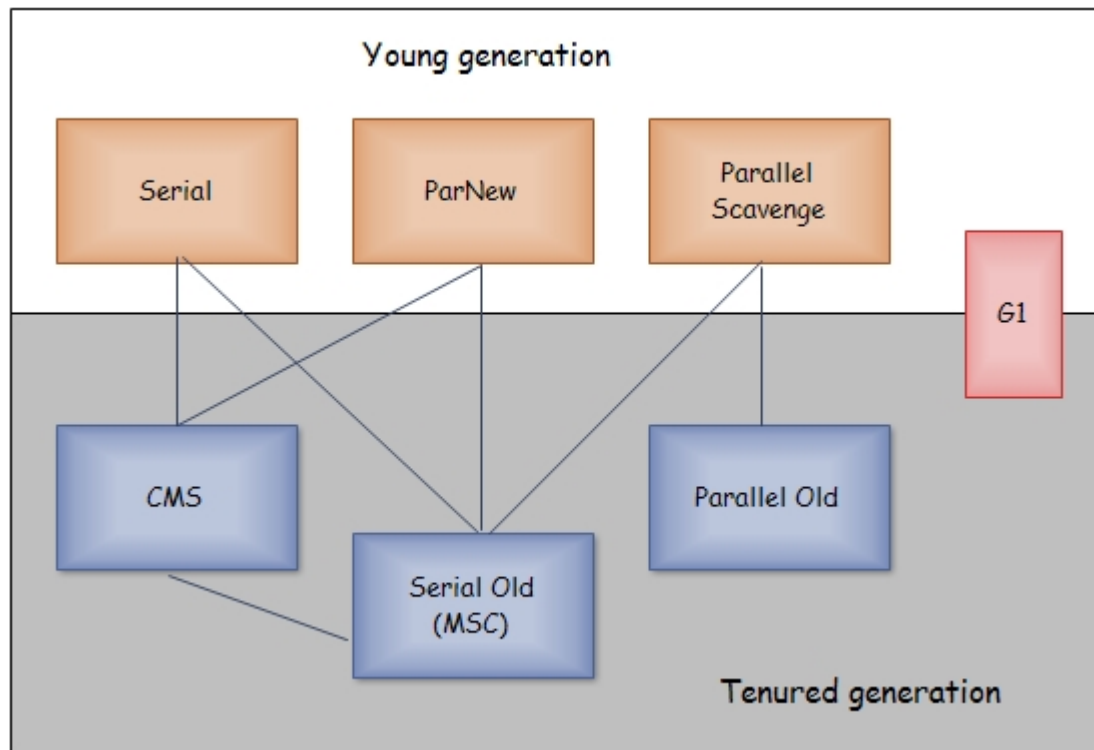 Young generation
Serial
ParNew
Parallel
Scavenge
G1
CMS
Parallel Old
Serial Old
(MSC)
Tenured generation